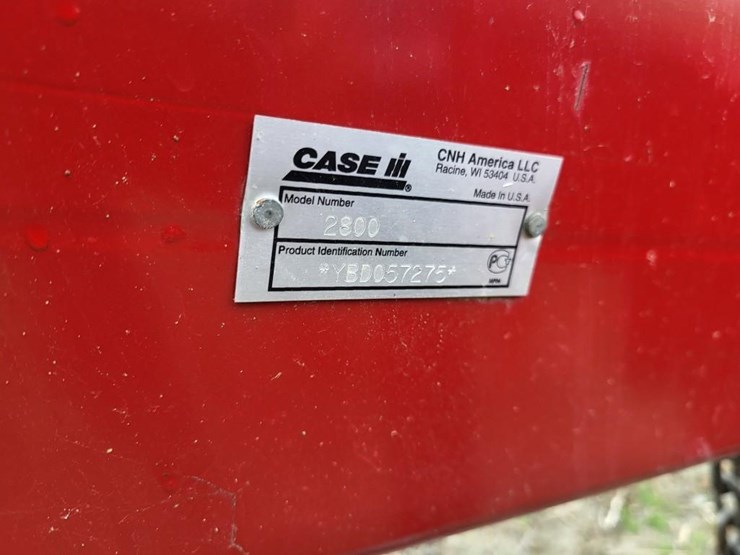 CASE IH®
CNH America LLC
Racine, WI 53404 U.S.A.
Made in U.S.A.
Model Number
2800
Product Identification Number
*YBD057275*